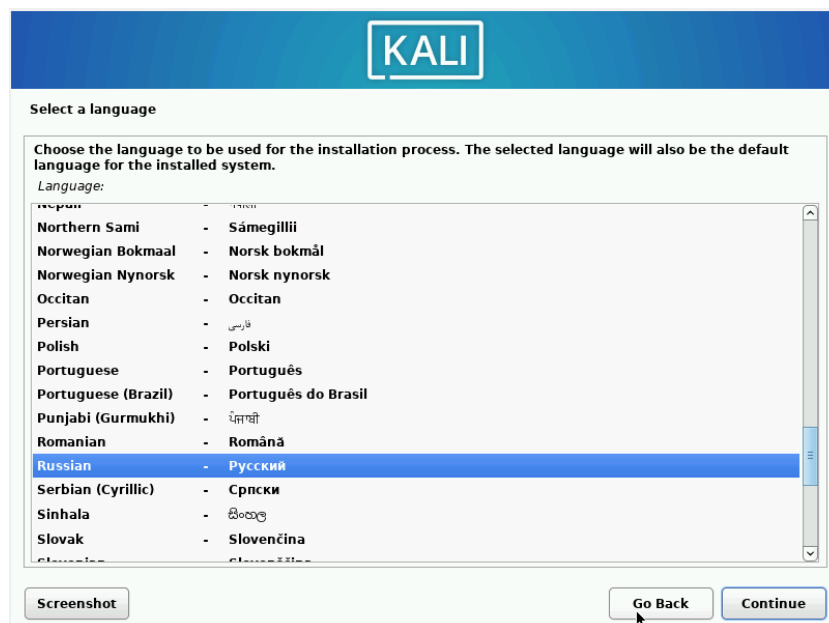 KALI
Select a language
Choose the language to be used for the installation process. The selected language will also be the default
language for the installed system.
Language:
Northern Sami - Sámegillii
Norwegian Bokmaal - Norsk bokmål
Norwegian Nynorsk - Norsk nynorsk
Occitan - Occitan
Persian - فارسی
Polish - Polski
Portuguese - Português
Portuguese (Brazil) - Português do Brasil
Punjabi (Gurmukhi) - ਪੰਜਾਬੀ
Romanian - Română
Russian - Русский
Serbian (Cyrillic) - Српски
Sinhala - සිංහල
Slovak - Slovenčina
Screenshot Go Back Continue